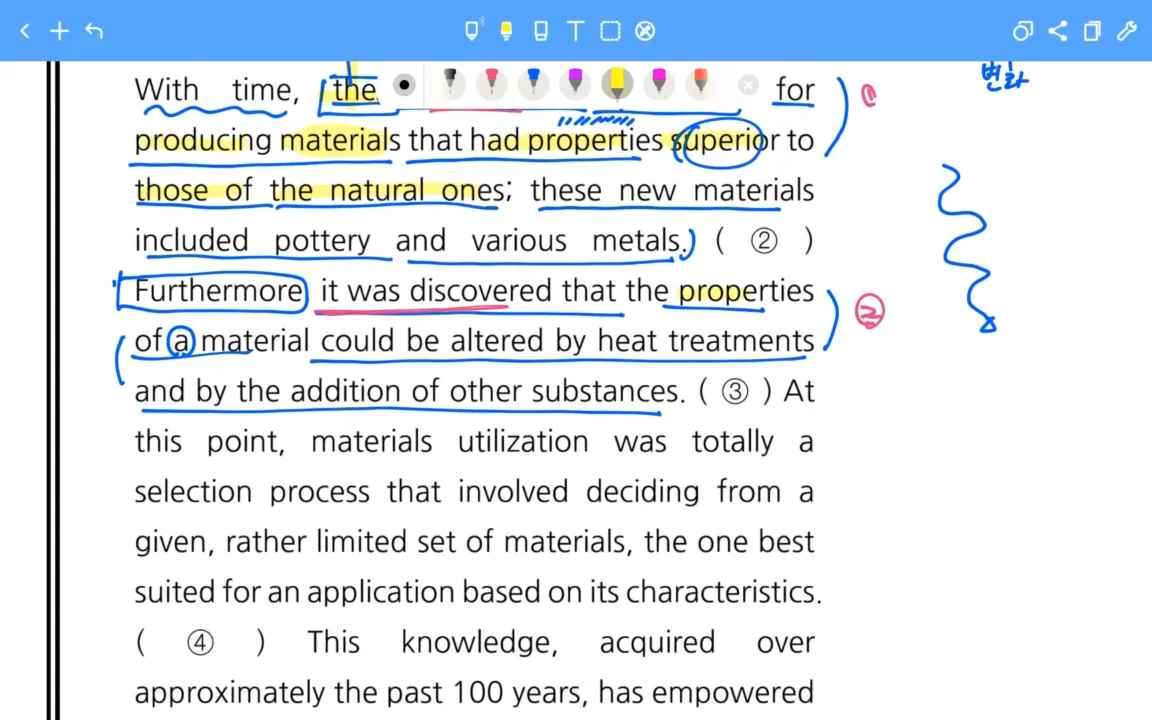 With time, the for
producing materials that had properties superior to
those of the natural ones; these new materials
included pottery and various metals. ( ② )
Furthermore it was discovered that the properties
of a material could be altered by heat treatments
and by the addition of other substances. ( ③ ) At
this point, materials utilization was totally a
selection process that involved deciding from a
given, rather limited set of materials, the one best
suited for an application based on its characteristics.
( ④ ) This knowledge, acquired over
approximately the past 100 years, has empowered
변화
①
②